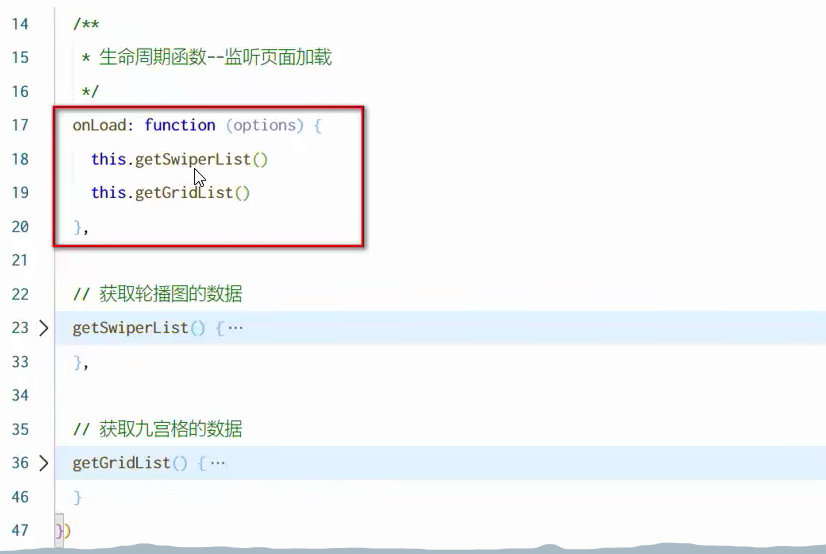 14 /**
15 * 生命周期函数--监听页面加载
16 */
17 onLoad: function (options) {
18 this.getSwiperList()
19 this.getGridList()
20 },
21
22 // 获取轮播图的数据
23 getSwiperList() {…
33 },
34
35 // 获取九宫格的数据
36 getGridList() {…
46 }
47 })